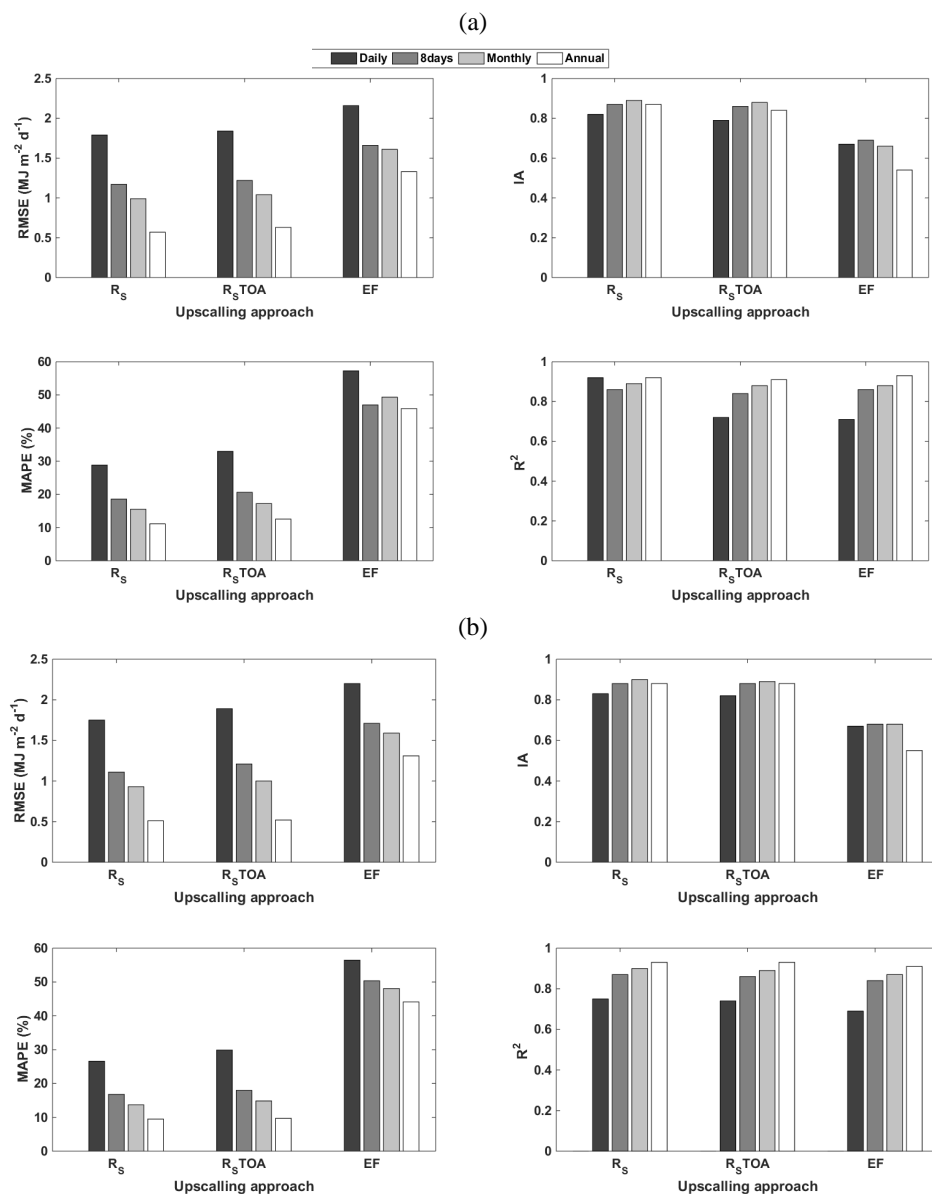 (a)
Daily 8days Monthly Annual
2.5
2
1.5
1
0.5
0
RMSE (MJ m-2 d-1)
RS RSTOA EF
Upscalling approach
1
0.8
0.6
0.4
0.2
0
IA
RS RSTOA EF
Upscalling approach
60
50
40
30
20
10
0
MAPE (%)
RS RSTOA EF
Upscalling approach
1
0.8
0.6
0.4
0.2
0
R2
RS RSTOA EF
Upscalling approach
(b)
2.5
2
1.5
1
0.5
0
RMSE (MJ m-2 d-1)
RS RSTOA EF
Upscalling approach
1
0.8
0.6
0.4
0.2
0
IA
RS RSTOA EF
Upscalling approach
60
50
40
30
20
10
0
MAPE (%)
RS RSTOA EF
Upscalling approach
1
0.8
0.6
0.4
0.2
0
R2
RS RSTOA EF
Upscalling approach